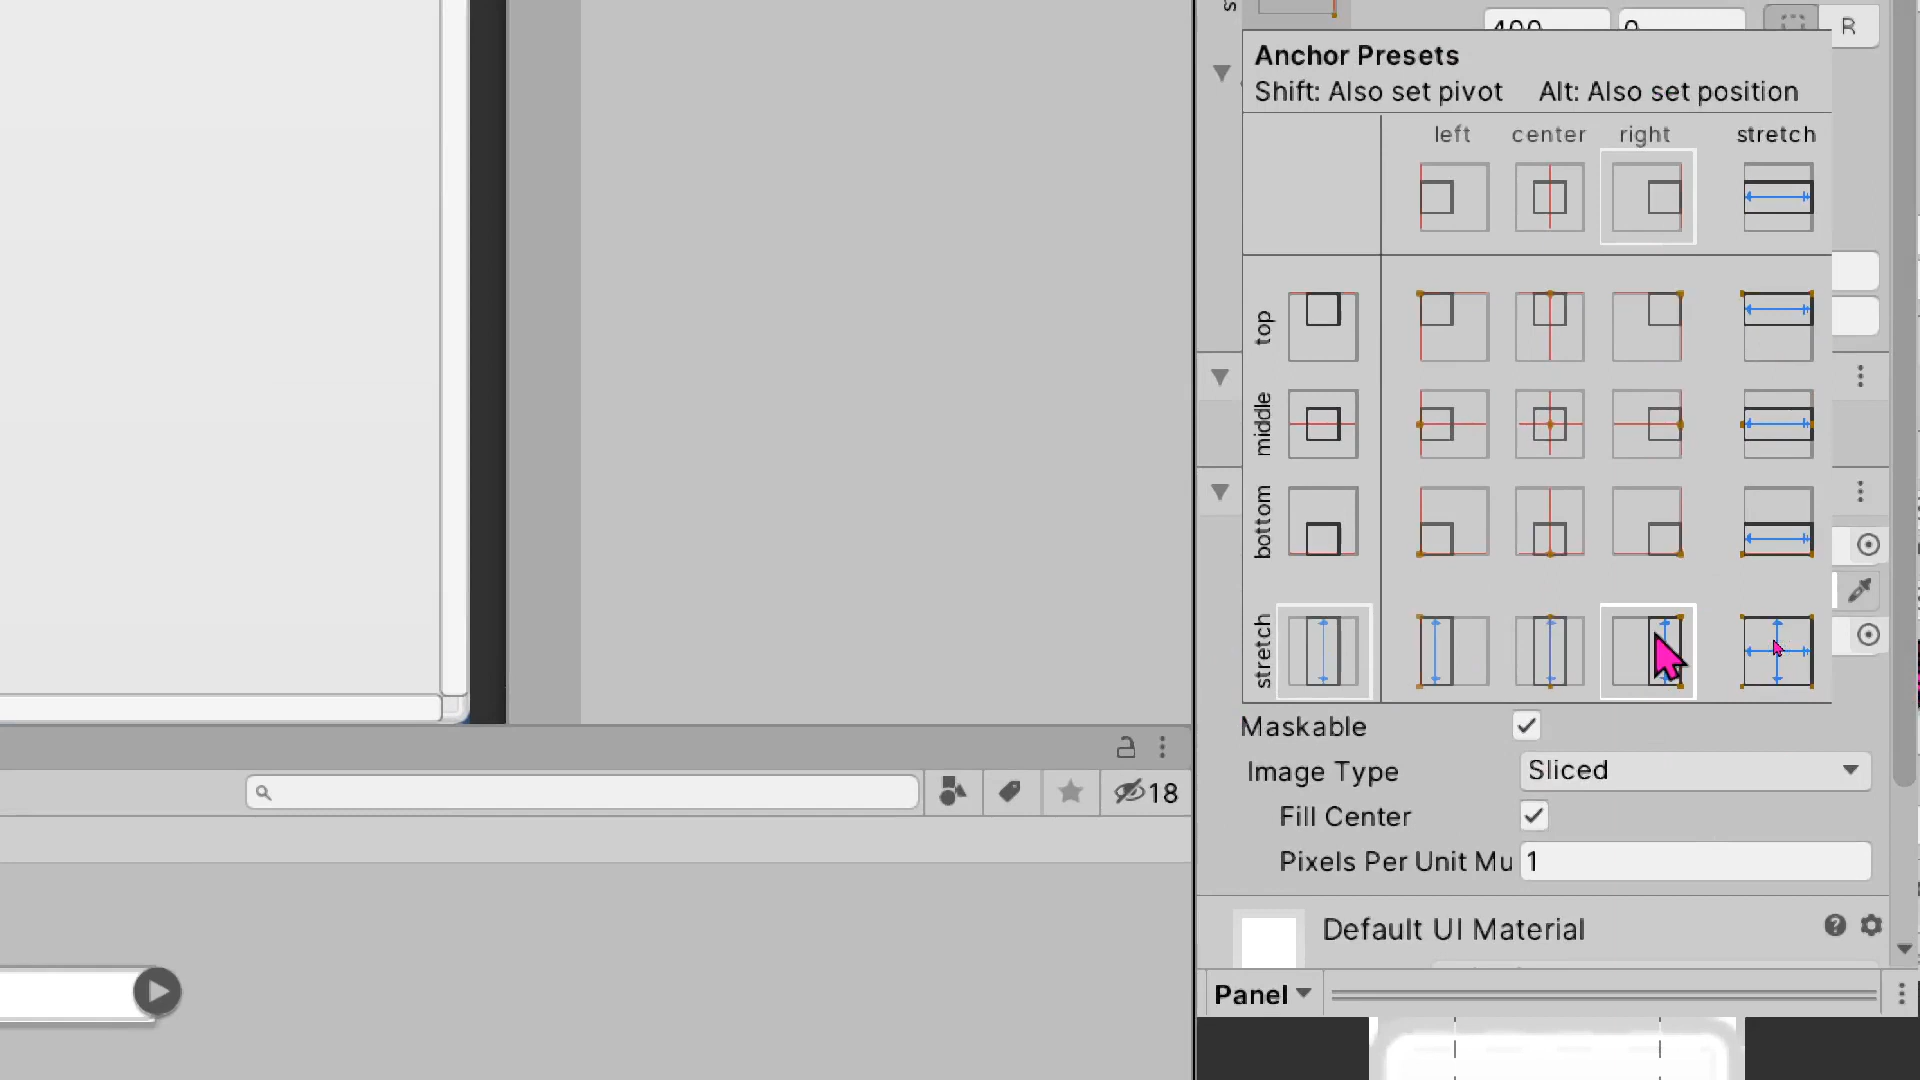 R
Anchor Presets
Shift: Also set pivot Alt: Also set position
left center right stretch
top
middle
bottom
stretch
Maskable
Image Type Sliced
18
Fill Center
Pixels Per Unit Mu 1
Default UI Material
Panel